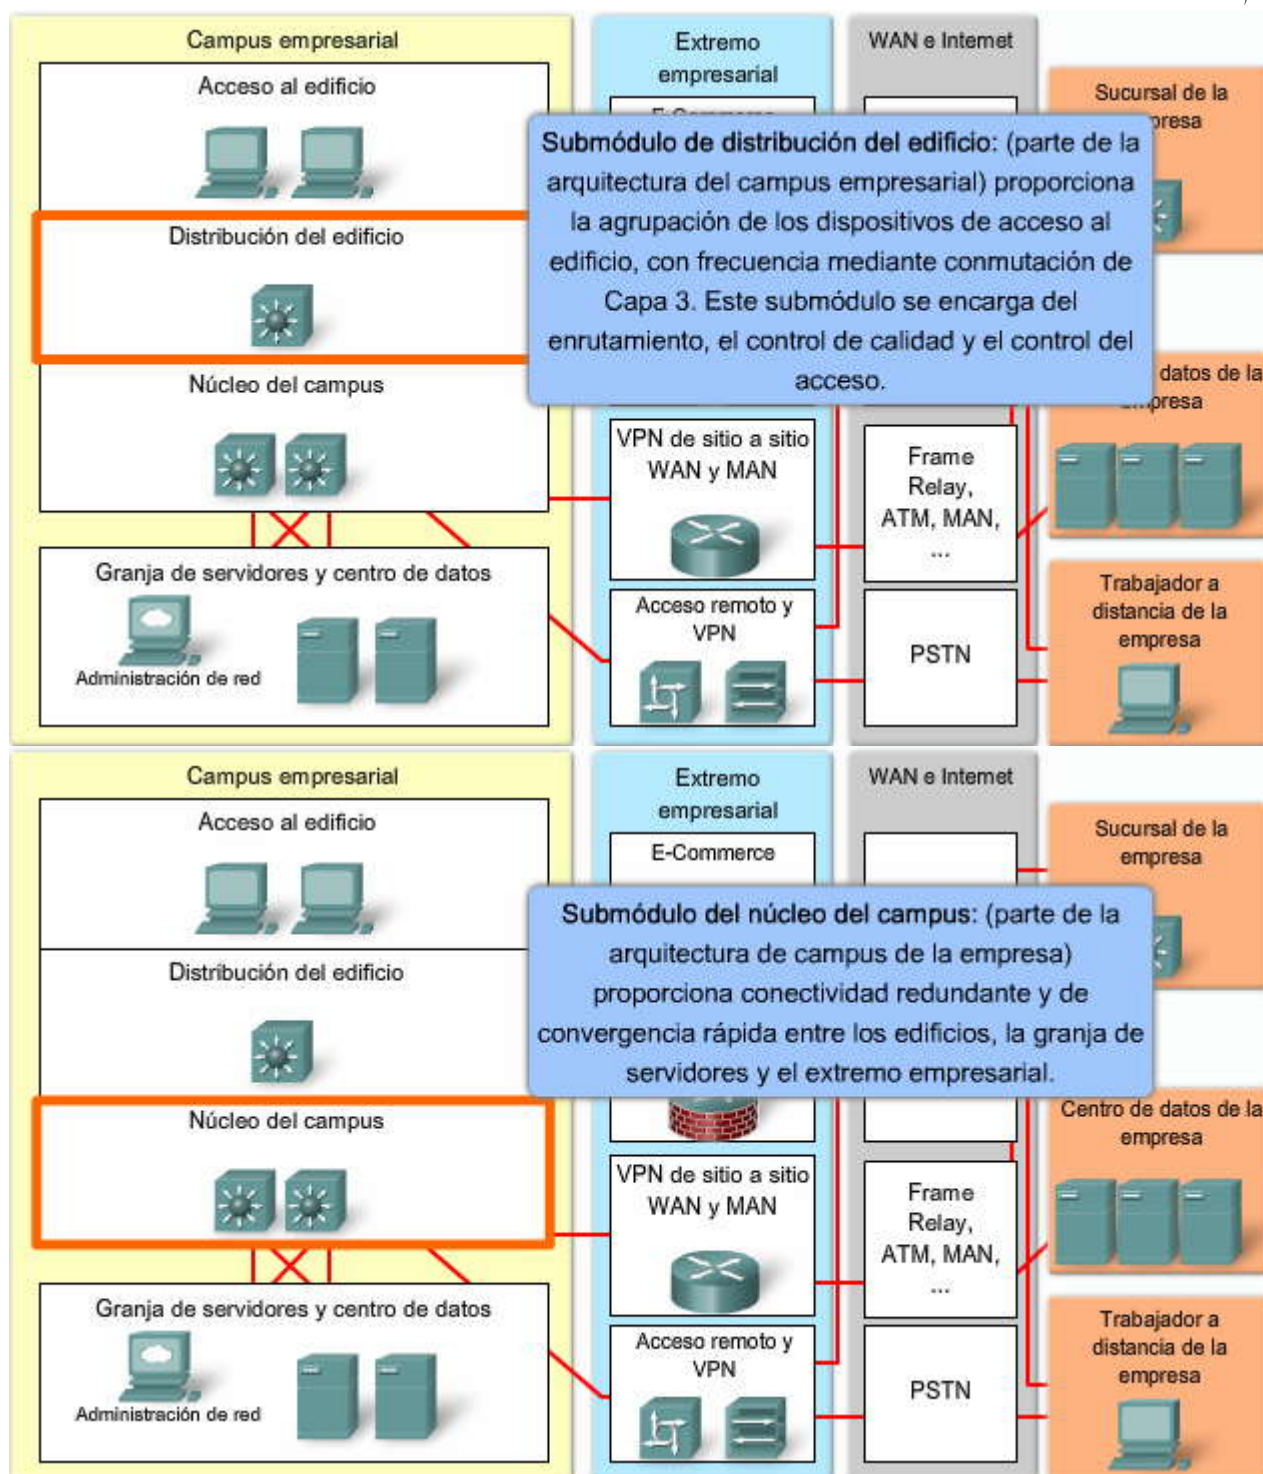 Campus empresarial
Acceso al edificio
Distribución del edificio
Núcleo del campus
Granja de servidores y centro de datos
Administración de red
Extremo
empresarial
Submódulo de distribución del edificio: (parte de la
arquitectura del campus empresarial) proporciona
la agrupación de los dispositivos de acceso al
edificio, con frecuencia mediante conmutación de
Capa 3. Este submódulo se encarga del
enrutamiento, el control de calidad y el control del
acceso.
VPN de sitio a sitio
WAN y MAN
Acceso remoto y
VPN
WAN e Internet
Frame
Relay,
ATM, MAN,
...
PSTN
Sucursal de la
datos de la
Trabajador a
distancia de la
empresa
Campus empresarial
Acceso al edificio
Distribución del edificio
Núcleo del campus
Granja de servidores y centro de datos
Administración de red
Extremo
empresarial
E-Commerce
Submódulo del núcleo del campus: (parte de la
arquitectura de campus de la empresa)
proporciona conectividad redundante y de
convergencia rápida entre los edificios, la granja de
servidores y el extremo empresarial.
VPN de sitio a sitio
WAN y MAN
Acceso remoto y
VPN
WAN e Internet
Frame
Relay,
ATM, MAN,
...
PSTN
Sucursal de la
empresa
Centro de datos de la
empresa
Trabajador a
distancia de la
empresa